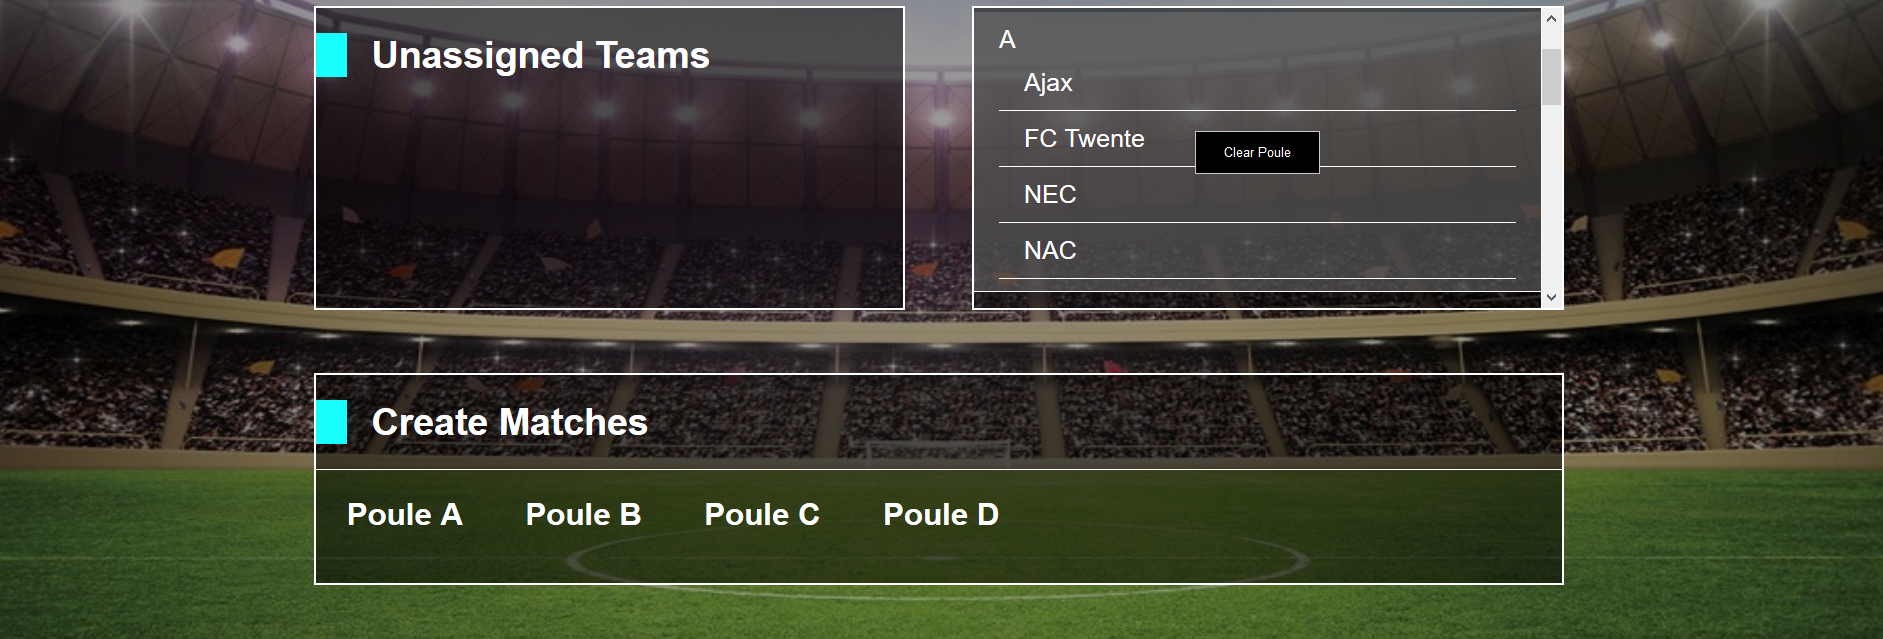 Unassigned Teams
A
Ajax
FC Twente
Clear Poule
NEC
NAC
Create Matches
Poule A
Poule B
Poule C
Poule D